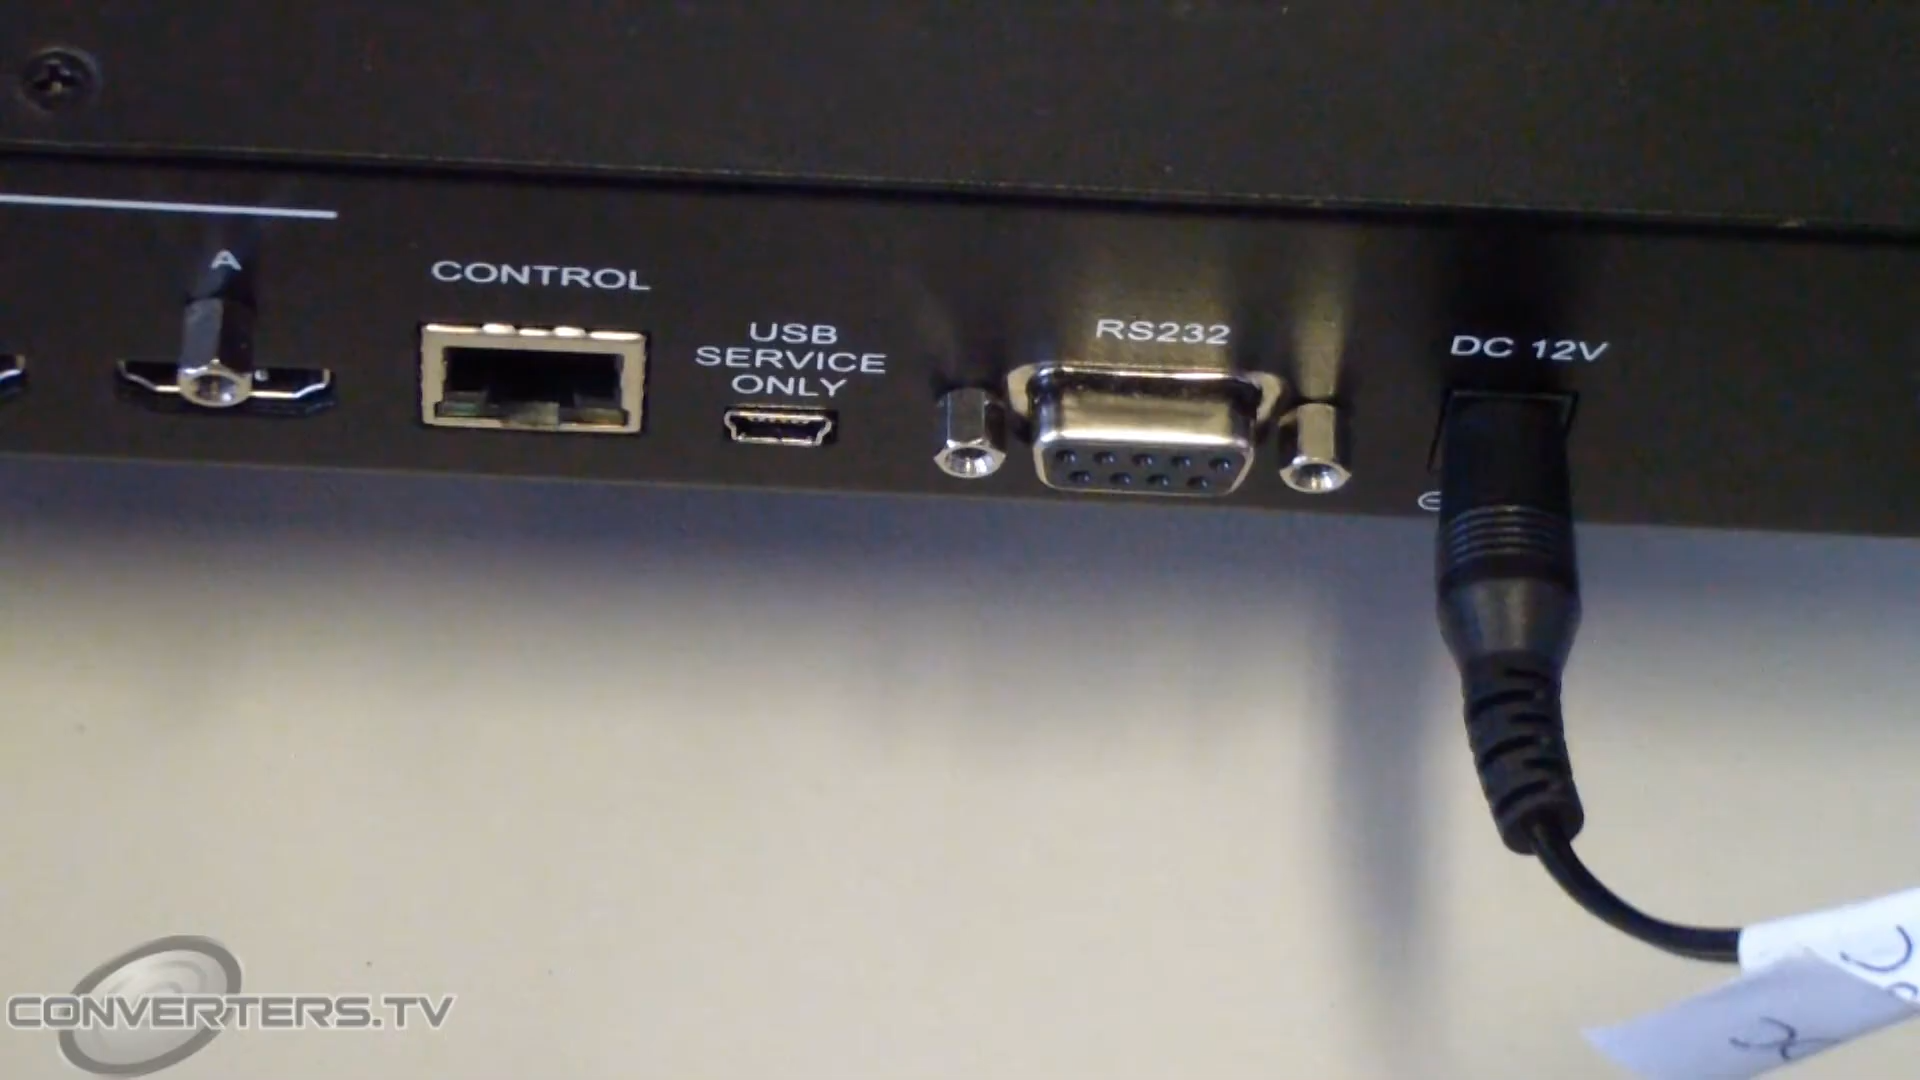 A
CONTROL
USB
SERVICE
ONLY
RS232
DC 12V
CONVERTERS.TV